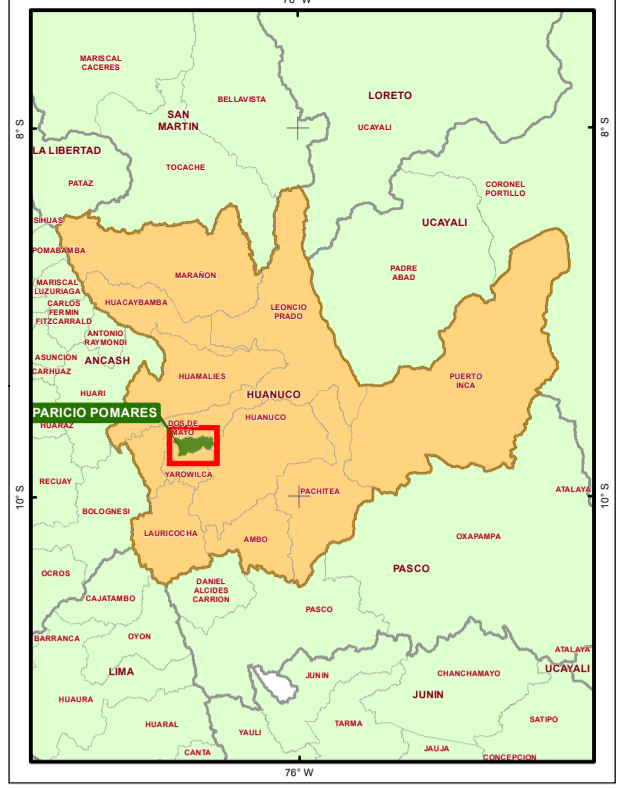 MARISCAL
CACERES
BELLAVISTA
LORETO
SAN
MARTIN
UCAYALI
8° S
8° S
LA LIBERTAD
TOCACHE
PATAZ
CORONEL
PORTILLO
SIHUAS
UCAYALI
POMABAMBA
PADRE
ABAD
MARAÑON
MARISCAL
LUZURIAGA
HUACAYBAMBA
CARLOS
FERMIN
FITZCARRALD
LEONCIO
PRADO
ANTONIO
RAYMONDI
ASUNCION
ANCASH
CARHUAZ
HUAMALIES
PUERTO
INCA
HUARI
HUANUCO
PARICIO POMARES
HUANUCO
HUARAZ
DOS DE
MAYO
YAROWILCA
RECUAY
PACHITEA
ATALAYA
10° S
10° S
BOLOGNESI
LAURICOCHA
AMBO
OXAPAMPA
OCROS
PASCO
DANIEL
ALCIDES
CARRION
CAJATAMBO
PASCO
BARRANCA
OYON
ATALAYA
LIMA
JUNIN
CHANCHAMAYO
UCAYALI
HUAURA
JUNIN
HUARAL
TARMA
SATIPO
YAULI
CANTA
JAUJA
CONCEPCION
76° W